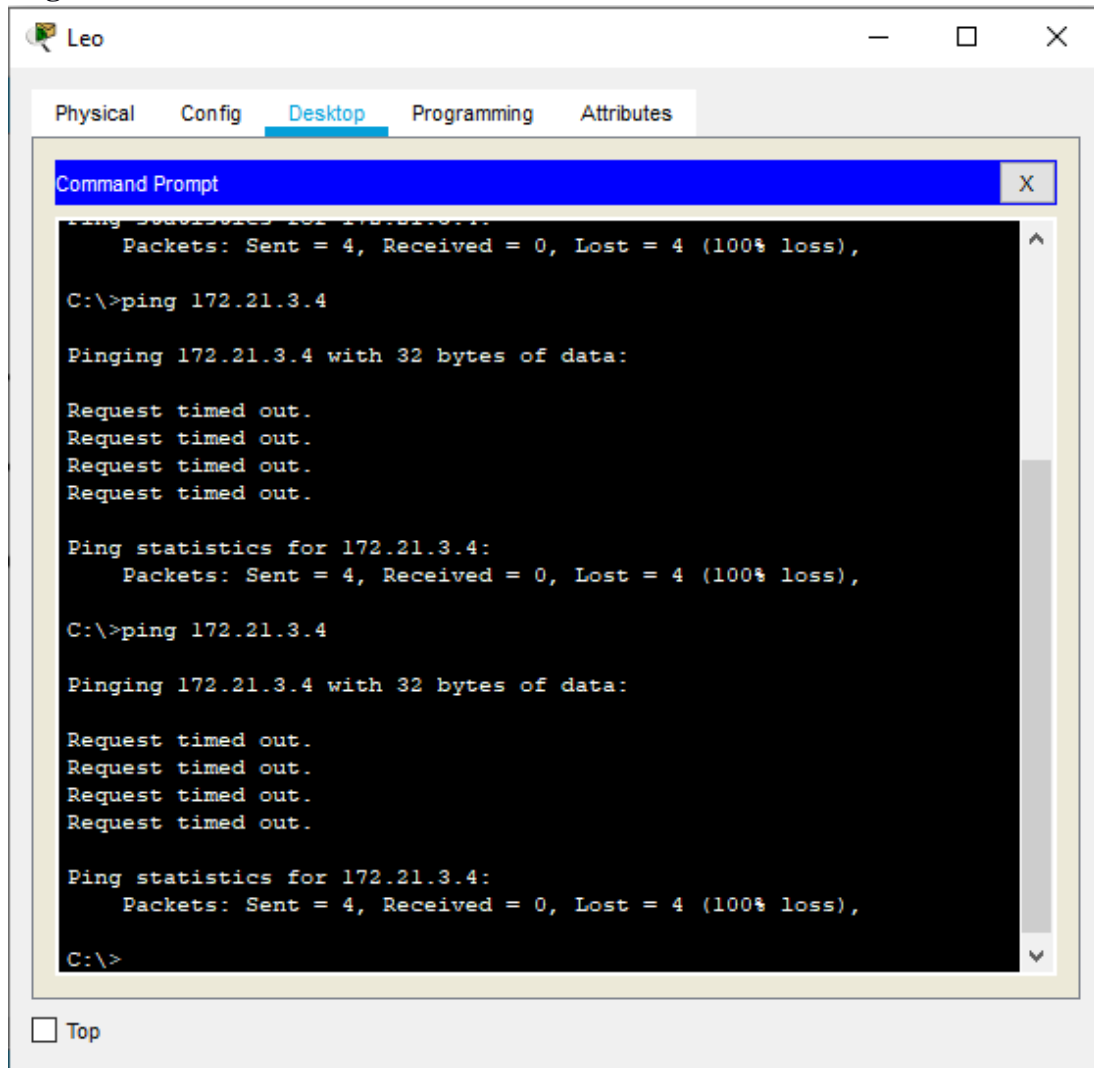 Leo
Physical Config Desktop Programming Attributes
Command Prompt X
Ping statistics for
Packets: Sent = 4, Received = 0, Lost = 4 (100% loss),
C:\>ping 172.21.3.4
Pinging 172.21.3.4 with 32 bytes of data:
Request timed out.
Request timed out.
Request timed out.
Request timed out.
Ping statistics for 172.21.3.4:
Packets: Sent = 4, Received = 0, Lost = 4 (100% loss),
C:\>ping 172.21.3.4
Pinging 172.21.3.4 with 32 bytes of data:
Request timed out.
Request timed out.
Request timed out.
Request timed out.
Ping statistics for 172.21.3.4:
Packets: Sent = 4, Received = 0, Lost = 4 (100% loss),
C:\>
Top